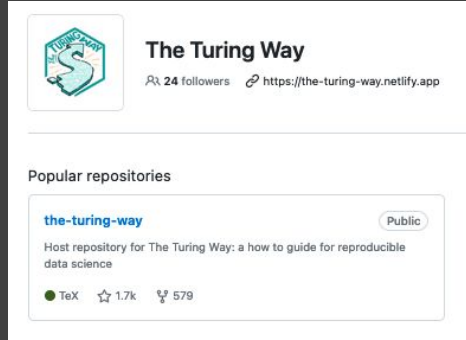 the TURING WAY
The Turing Way
24 followers https://the-turing-way.netlify.app
Popular repositories
the-turing-way Public
Host repository for The Turing Way: a how to guide for reproducible
data science
TeX 1.7k 579